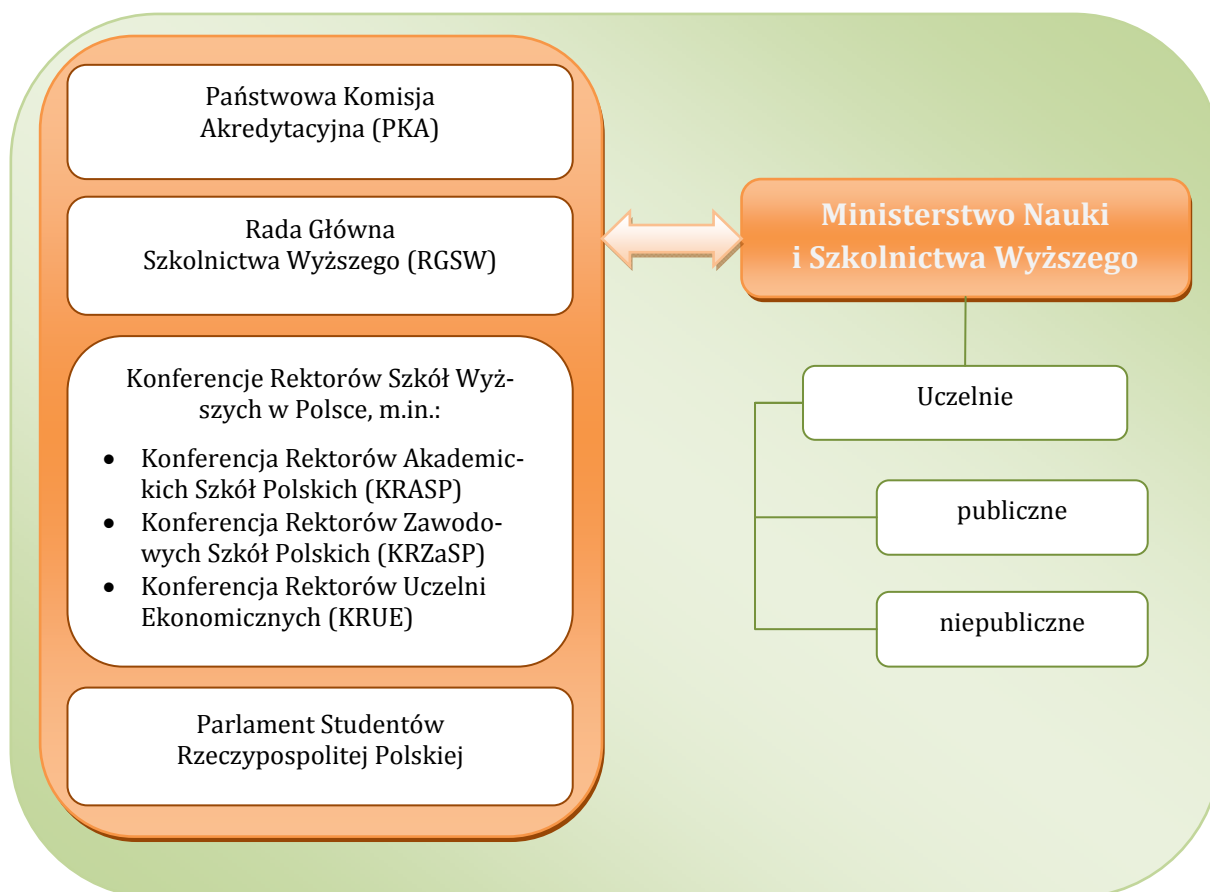 Państwowa Komisja
Akredytacyjna (PKA)
Rada Główna
Szkolnictwa Wyższego (RGSW)
Konferencje Rektorów Szkół Wyż-
szych w Polsce, m.in.:
• Konferencja Rektorów Akademic-
kich Szkół Polskich (KRASP)
• Konferencja Rektorów Zawodo-
wych Szkół Polskich (KRZaSP)
• Konferencja Rektorów Uczelni
Ekonomicznych (KRUE)
Parlament Studentów
Rzeczypospolitej Polskiej
Ministerstwo Nauki
i Szkolnictwa Wyższego
Uczelnie
publiczne
niepubliczne